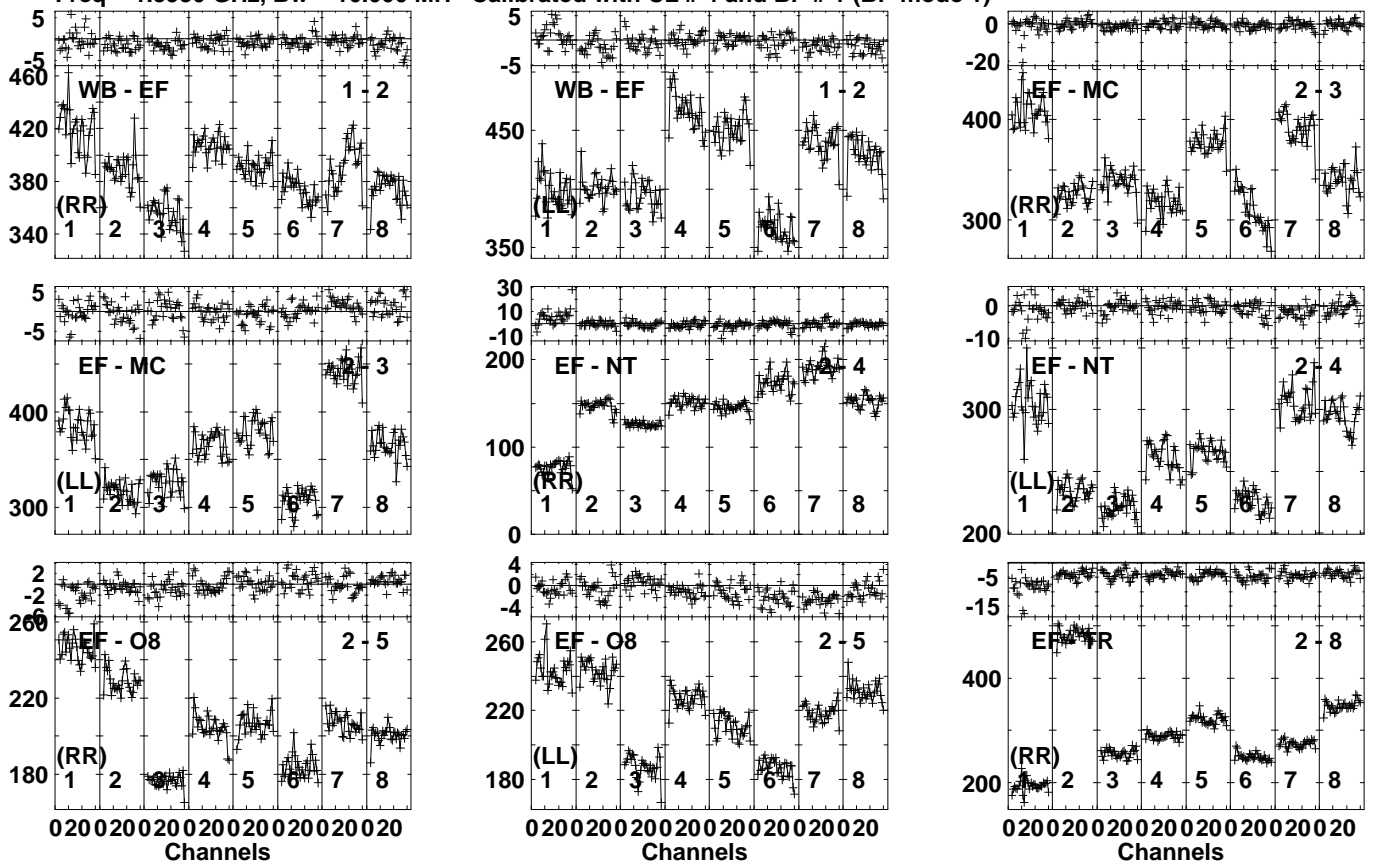 5 5 0
-5 -5 -20
460 WB - EF 1 - 2 WB - EF 1 - 2 EF - MC 2 - 3
420 450 400
380
340 (RR) (LL) 350 (RR) 300
1 2 3 4 5 6 7 8 1 2 3 4 5 6 7 8 1 2 3 4 5 6 7 8
5 30 0
-5 10 -10
-10
EF - MC 2 - 3 EF - NT 2 - 4 EF - NT 2 - 4
400 200 300
300 100 200
0
(LL) (RR) (LL)
1 2 3 4 5 6 7 8 1 2 3 4 5 6 7 8 1 2 3 4 5 6 7 8
2 4 -5
-2 0 -15
-6 -4
260 EF - O8 2 - 5 260 EF - O8 2 - 5 EF - TR 2 - 8
220 220 400
180 180 200
(RR) (LL) (RR)
1 2 3 4 5 6 7 8 1 2 3 4 5 6 7 8 1 2 3 4 5 6 7 8
0 20 0 20 0 20 0 20 0 20 0 20 0 20 0 20 0 20 0 20 0 20 0 20 0 20 0 20 0 20 0 20 0 20 0 20 0 20 0 20 0 20 0 20 0 20 0 20
Channels Channels Channels